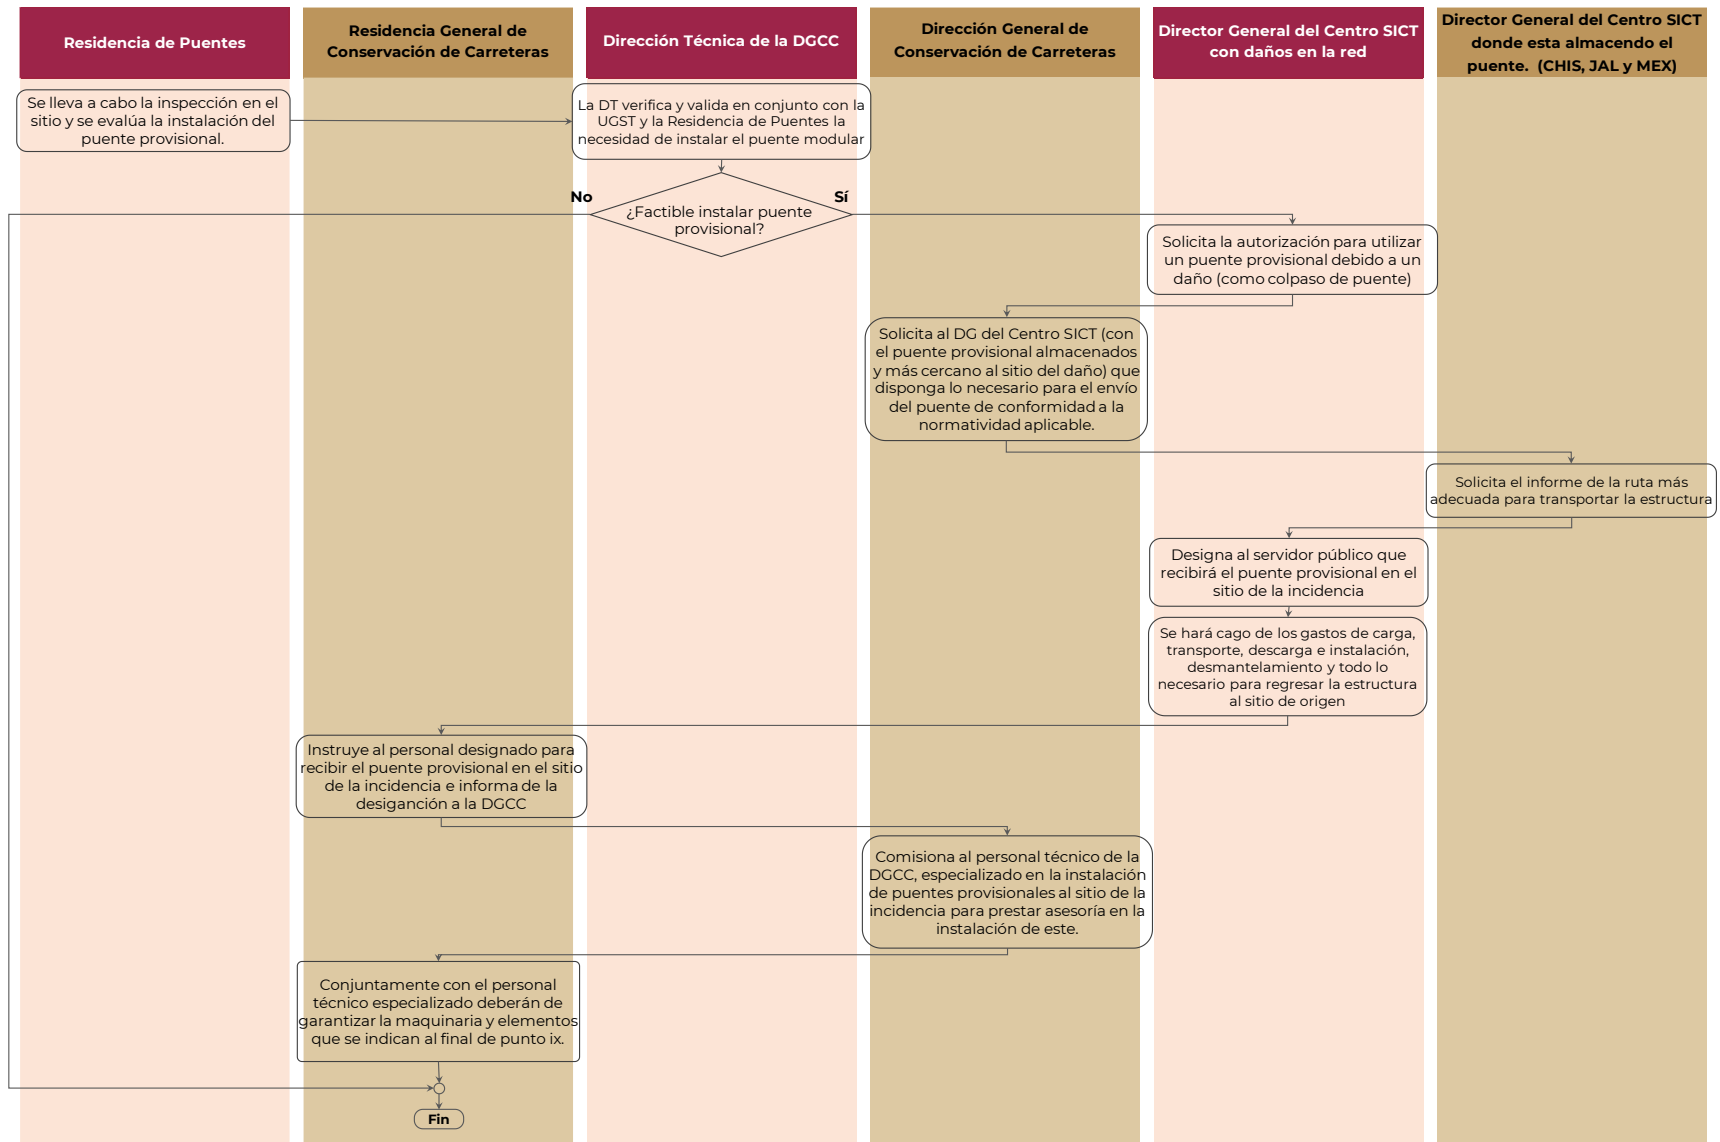 Residencia de Puentes
Residencia General de
Conservación de Carreteras
Dirección Técnica de la DGCC
Dirección General de
Conservación de Carreteras
Director General del Centro SICT
con daños en la red
Director General del Centro SICT
donde esta almacendo el
puente.  (CHIS, JAL y MEX)
Se lleva a cabo la inspección en el
sitio y se evalúa la instalación del
puente provisional.
La DT verifica y valida en conjunto con la
UGST y la Residencia de Puentes la
necesidad de instalar el puente modular
No
Sí
¿Factible instalar puente
provisional?
Solicita la autorización para utilizar
un puente provisional debido a un
daño (como colpaso de puente)
Solicita al DG del Centro SICT (con
el puente provisional almacenados
y más cercano al sitio del daño) que
disponga lo necesario para el envío
del puente de conformidad a la
normatividad aplicable.
Solicita el informe de la ruta más
adecuada para transportar la estructura
Designa al servidor público que
recibirá el puente provisional en el
sitio de la incidencia
Se hará cago de los gastos de carga,
transporte, descarga e instalación,
desmantelamiento y todo lo
necesario para regresar la estructura
al sitio de origen
Instruye al personal designado para
recibir el puente provisional en el sitio
de la incidencia e informa de la
desiganción a la DGCC
Comisiona al personal técnico de la
DGCC, especializado en la instalación
de puentes provisionales al sitio de la
incidencia para prestar asesoría en la
instalación de este.
Conjuntamente con el personal
técnico especializado deberán de
garantizar la maquinaria y elementos
que se indican al final de punto ix.
Fin